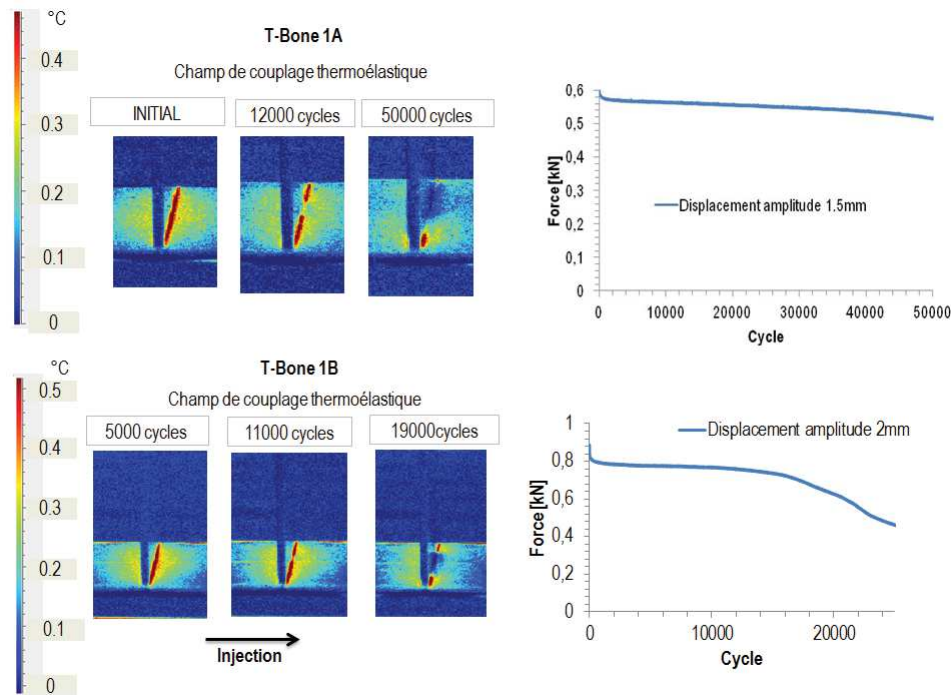 °C
0.4
0.3
0.2
0.1
0
T-Bone 1A
Champ de couplage thermoélastique
INITIAL
12000 cycles
50000 cycles
0,6
0,5
0,4
0,3
0,2
0,1
0
Force[kN]
Displacement amplitude 1.5mm
0 10000 20000 30000 40000 50000
Cycle
°C
0.5
0.4
0.3
0.2
0.1
0
T-Bone 1B
Champ de couplage thermoélastique
5000 cycles
11000 cycles
19000cycles
Injection
1
0,8
0,6
0,4
0,2
0
Force[kN]
Displacement amplitude 2mm
0 10000 20000
Cycle